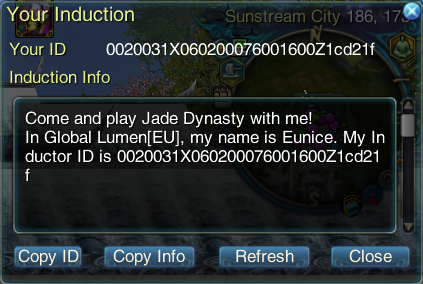 Your Induction
Sunstream City 186, 173
Your ID 0020031X060200076001600Z1cd21f
Induction Info
Come and play Jade Dynasty with me!
In Global Lumen[EU], my name is Eunice. My In
ductor ID is 0020031X060200076001600Z1cd21
f
Copy ID Copy Info Refresh Close